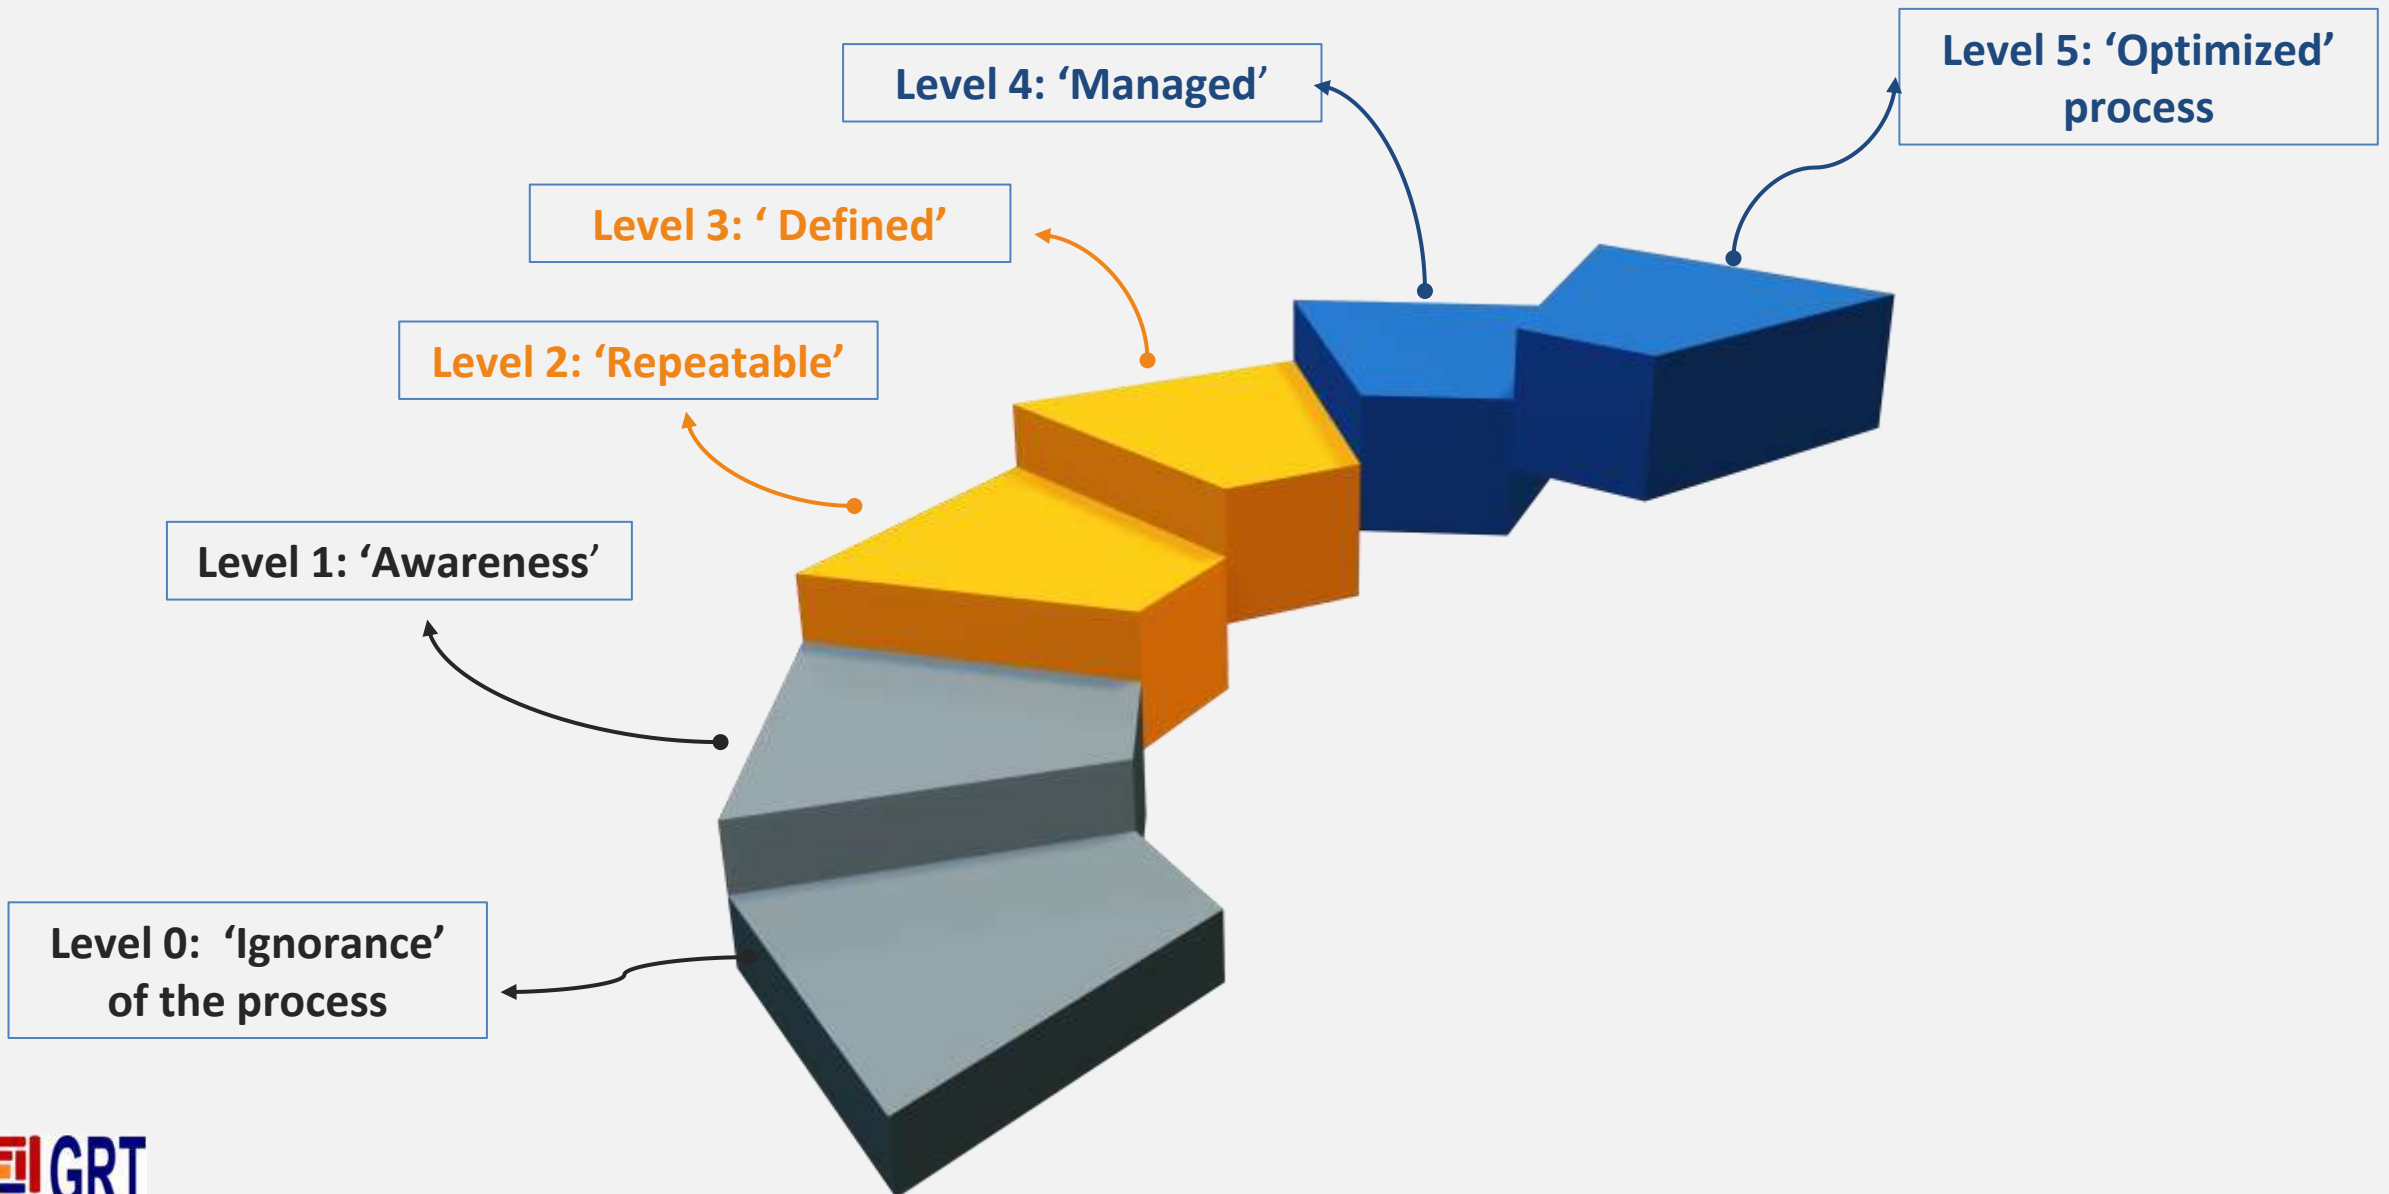 Level 5: ‘Optimized’
process
Level 4: ‘Managed’
Level 3: ‘ Defined’
Level 2: ‘Repeatable’
Level 1: ‘Awareness’
Level 0:  ‘Ignorance’
of the process
GRT